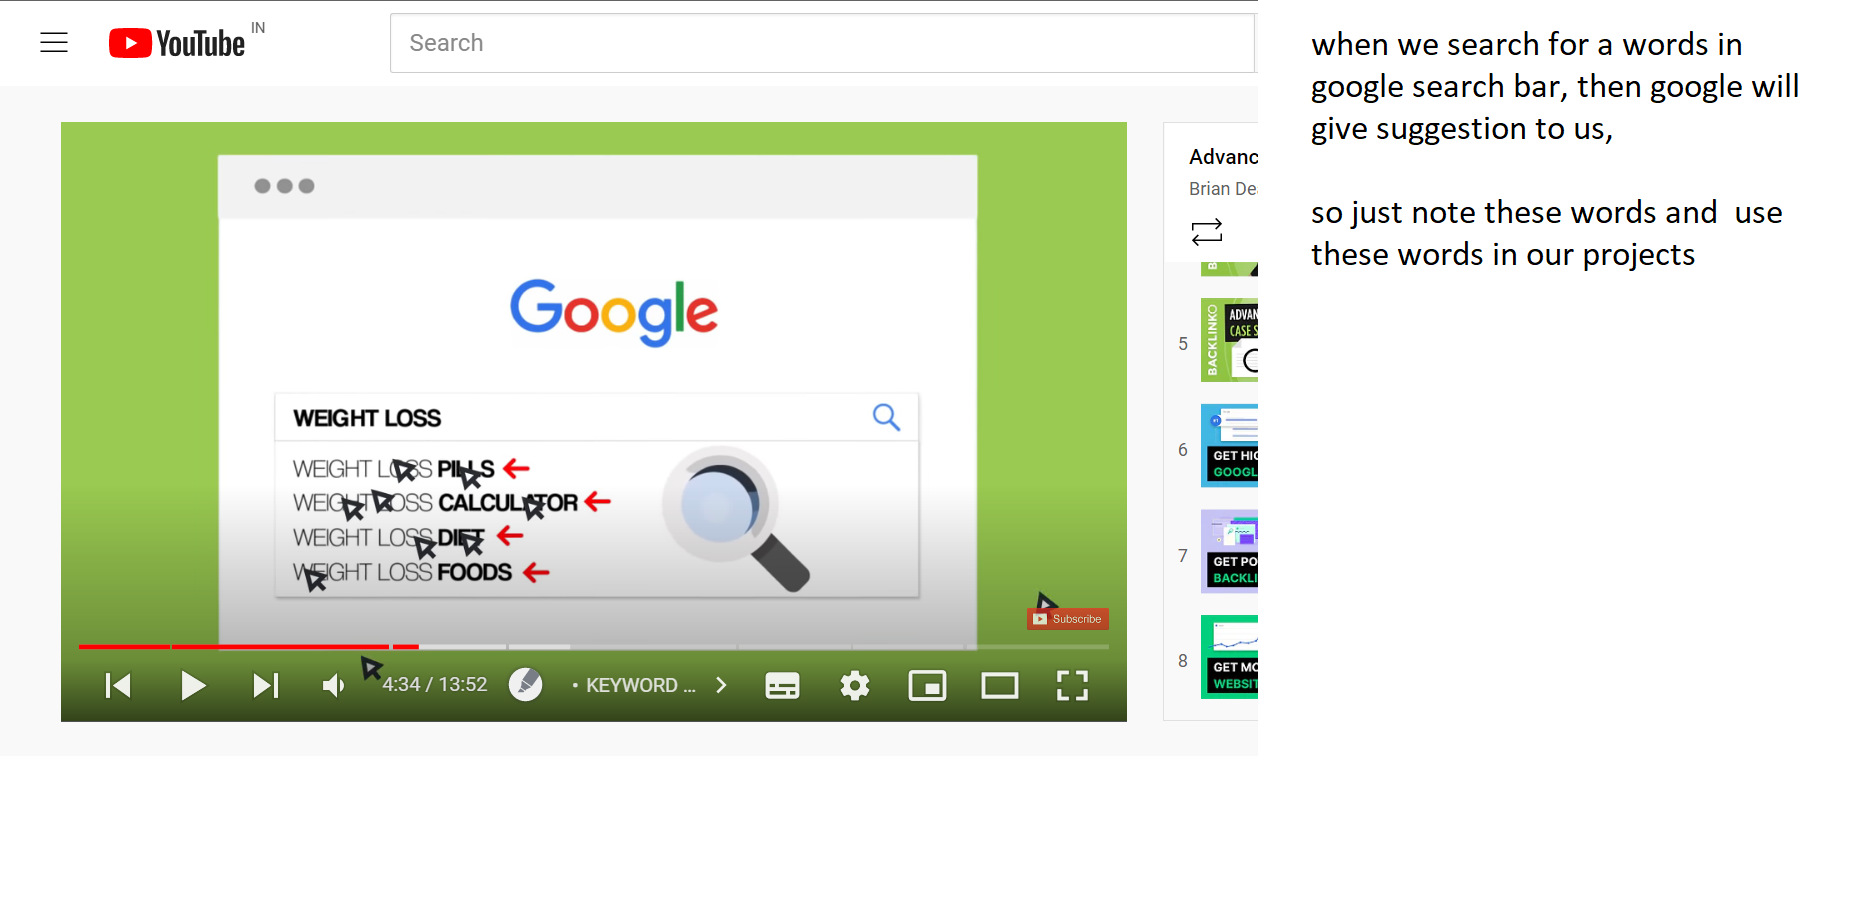 YouTube IN
Search
when we search for a words in
google search bar, then google will
give suggestion to us,
so just note these words and  use
these words in our projects
Google
WEIGHT LOSS
WEIGHT LOSS PILLS
WEIGHT LOSS CALCULATOR
WEIGHT LOSS DIET
WEIGHT LOSS FOODS
Subscribe
4:34 / 13:52
• KEYWORD ...
Advanc
Brian De
5
BACKLINKO
ADVAN
CASE S
6
GET HIG
GOOGL
7
GET PO
BACKLI
8
GET MO
WEBSIT